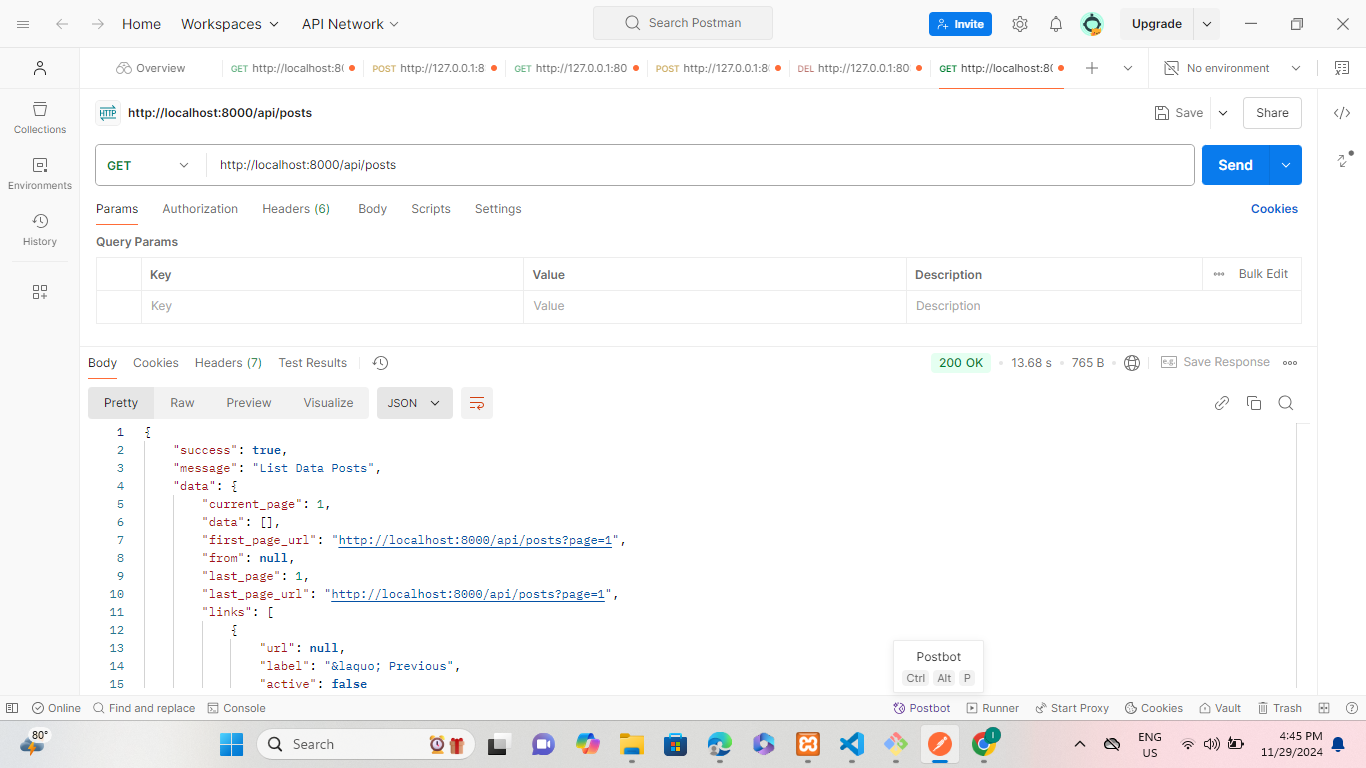 Home Workspaces API Network Search Postman Invite Upgrade
Overview GET http://localhost:80 POST http://127.0.0.1:8 GET http://127.0.0.1:80 POST http://127.0.0.1:8 DEL http://127.0.0.1:80 GET http://localhost:80 No environment
HTTP http://localhost:8000/api/posts Save Share
Collections
Environments
History
GET http://localhost:8000/api/posts Send
Params Authorization Headers (6) Body Scripts Settings Cookies
Query Params
Key Value Description Bulk Edit
Key Value Description
Body Cookies Headers (7) Test Results 200 OK 13.68 s 765 B e.g. Save Response
Pretty Raw Preview Visualize JSON
1 {
2 "success": true,
3 "message": "List Data Posts",
4 "data": {
5 "current_page": 1,
6 "data": [],
7 "first_page_url": "http://localhost:8000/api/posts?page=1",
8 "from": null,
9 "last_page": 1,
10 "last_page_url": "http://localhost:8000/api/posts?page=1",
11 "links": [
12 {
13 "url": null,
14 "label": "&laquo; Previous",
15 "active": false
Postbot
Ctrl Alt P
Online Find and replace Console Postbot Runner Start Proxy Cookies Vault Trash
80° Search 1 ENG 4:45 PM
US 11/29/2024